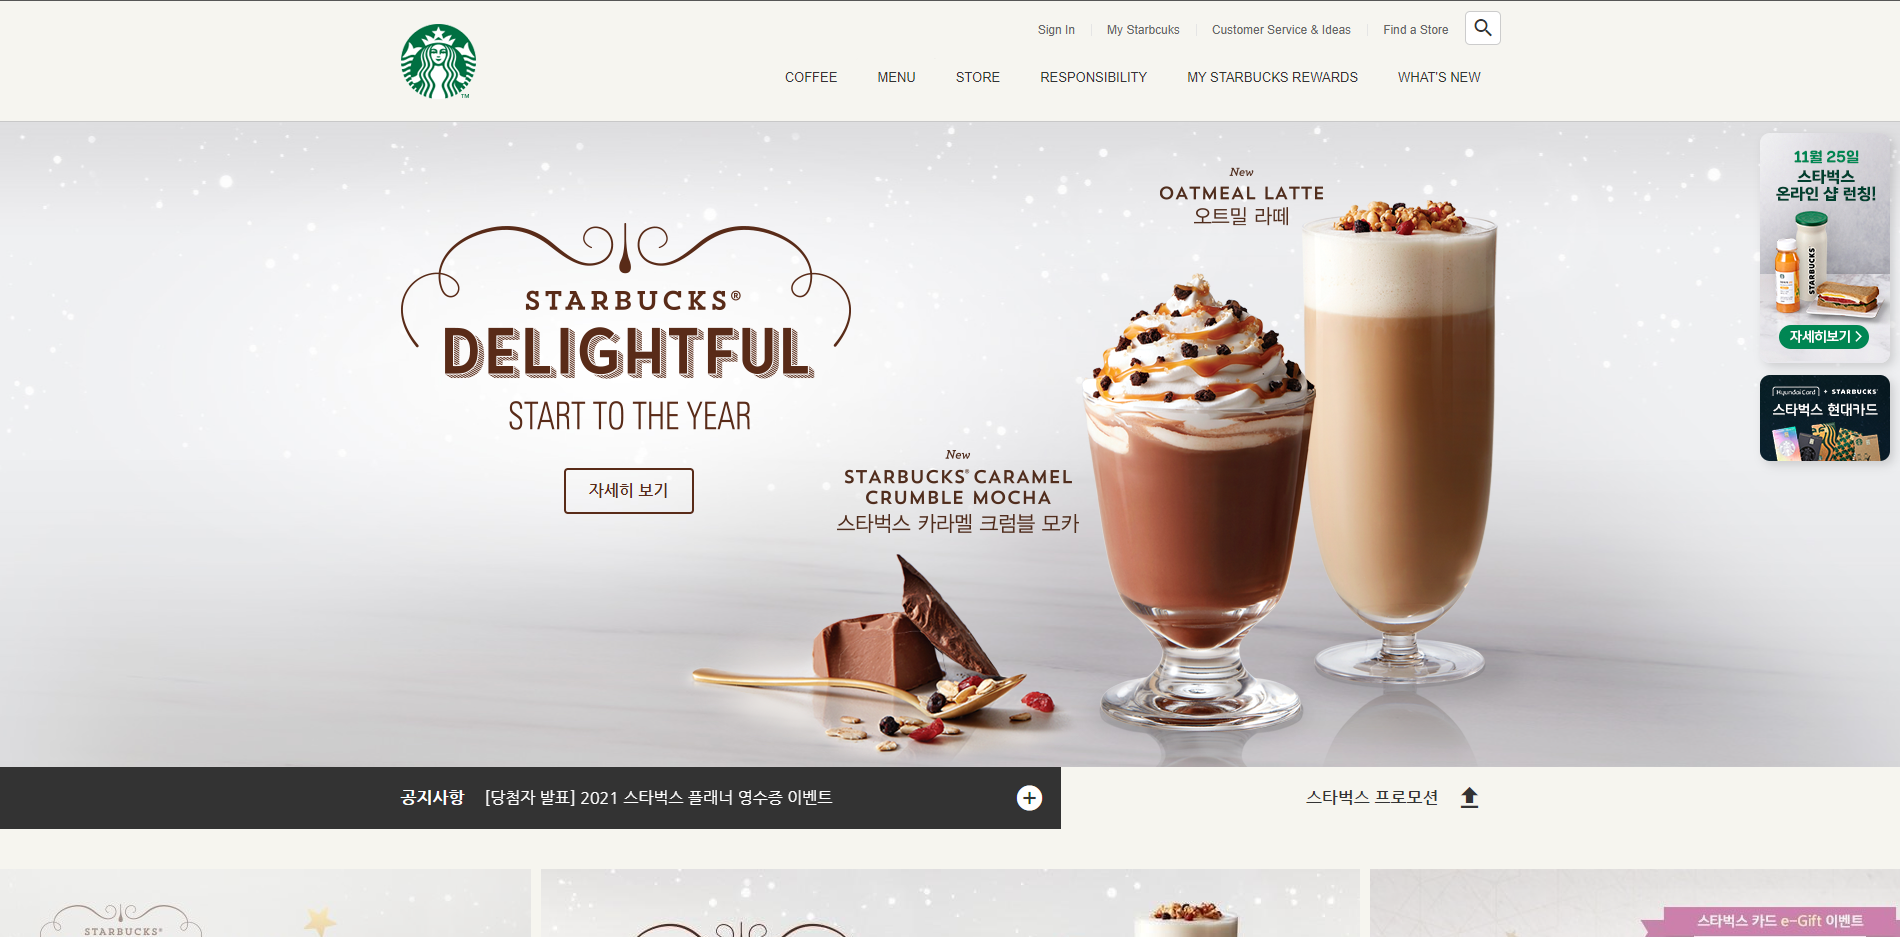 Sign In
My Starbcuks
Customer Service & Ideas
Find a Store
TM
COFFEE
MENU
STORE
RESPONSIBILITY
MY STARBUCKS REWARDS
WHAT'S NEW
New
OATMEAL LATTE
오트밀 라떼
STARBUCKS®
DELIGHTFUL
START TO THE YEAR
자세히 보기
New
STARBUCKS® CARAMEL
CRUMBLE MOCHA
스타벅스 카라멜 크럼블 모카
11월 25일
스타벅스
온라인 샵 런칭!
STARBUCKS
자세히보기 >
HyundaiCard + STARBUCKS®
스타벅스 현대카드
공지사항
[당첨자 발표] 2021 스타벅스 플래너 영수증 이벤트
스타벅스 프로모션
STARBUCKS®
스타벅스 카드 e-Gift 이벤트